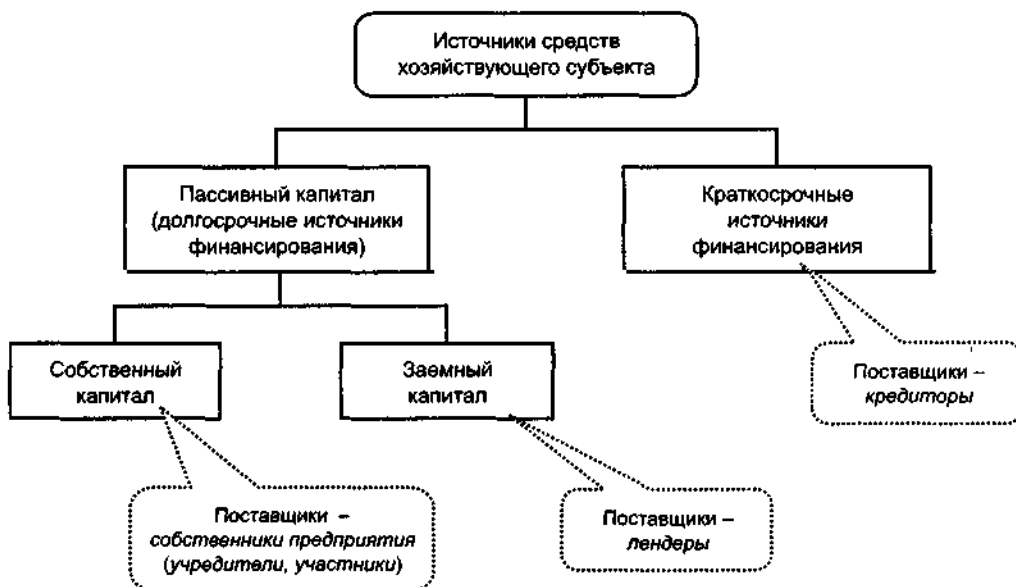 Источники средств
хозяйствующего субъекта
Пассивный капитал
(долгосрочные источники
финансирования)
Краткосрочные
источники
финансирования
Собственный
капитал
Заемный
капитал
Поставщики –
кредиторы
Поставщики –
собственники предприятия
(учредители, участники)
Поставщики –
лендеры